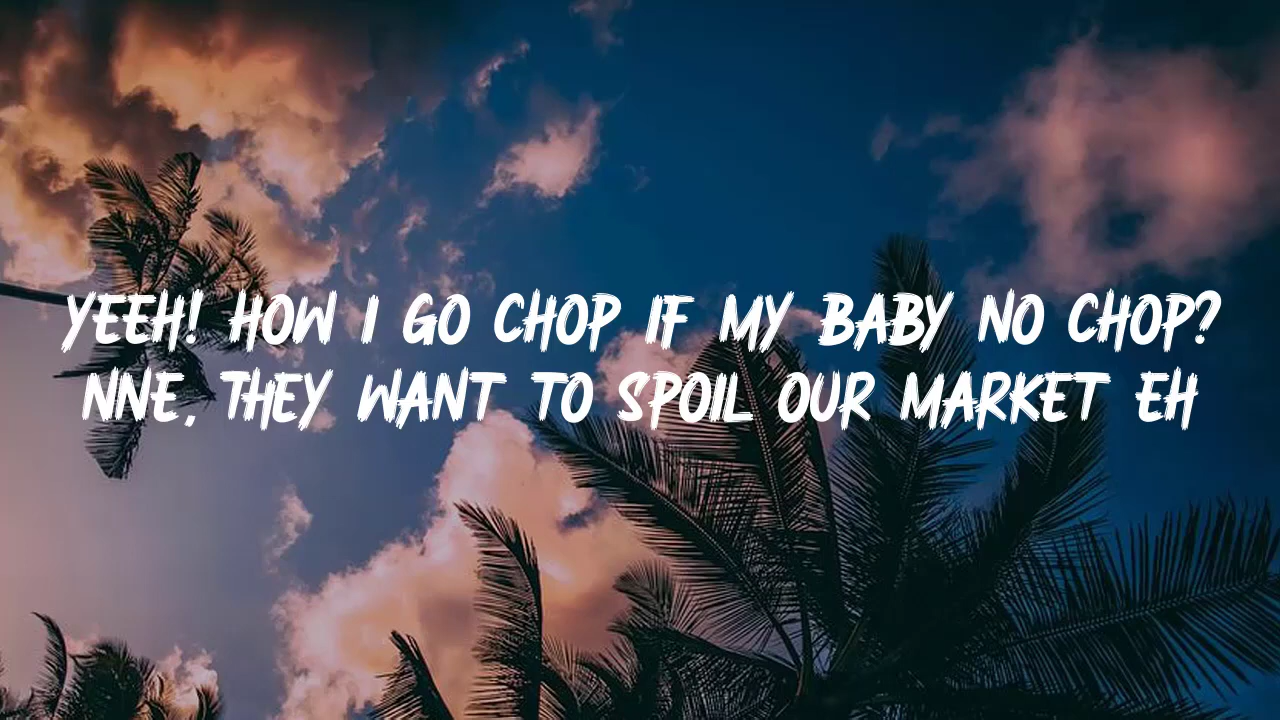 YEEH! HOW I GO CHOP IF MY BABY NO CHOP?
NNE, THEY WANT TO SPOIL OUR MARKET EH